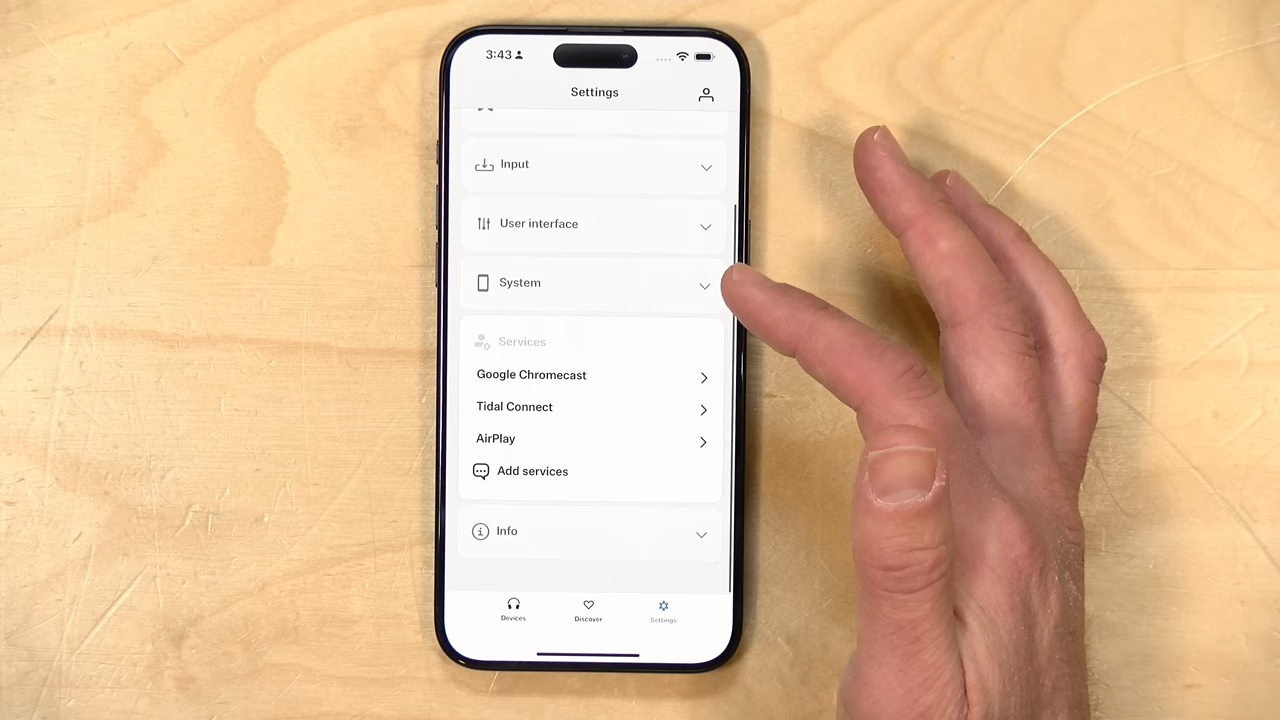 3:43
Settings
Input
User interface
System
Services
Google Chromecast
Tidal Connect
AirPlay
Add services
Info
Devices
Discover
Settings